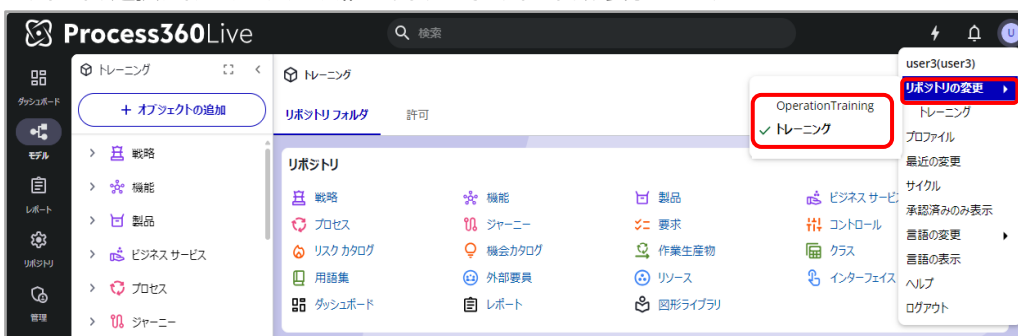 Process360Live
検索
U
ダッシュボード
モデル
レポート
リポジトリ
管理
トレーニング
+ オブジェクトの追加
戦略
機能
製品
ビジネス サービス
プロセス
ジャーニー
トレーニング
リポジトリ フォルダ 許可
リポジトリ
戦略 機能 製品 ビジネス サービ
プロセス ジャーニー 要求 コントロール
リスク カタログ 機会カタログ 作業生産物 クラス
用語集 外部要員 リソース インターフェイス
ダッシュボード レポート 図形ライブラリ
OperationTraining
トレーニング
user3(user3)
リポジトリの変更
トレーニング
プロファイル
最近の変更
サイクル
承認済みのみ表示
言語の変更
言語の表示
ヘルプ
ログアウト